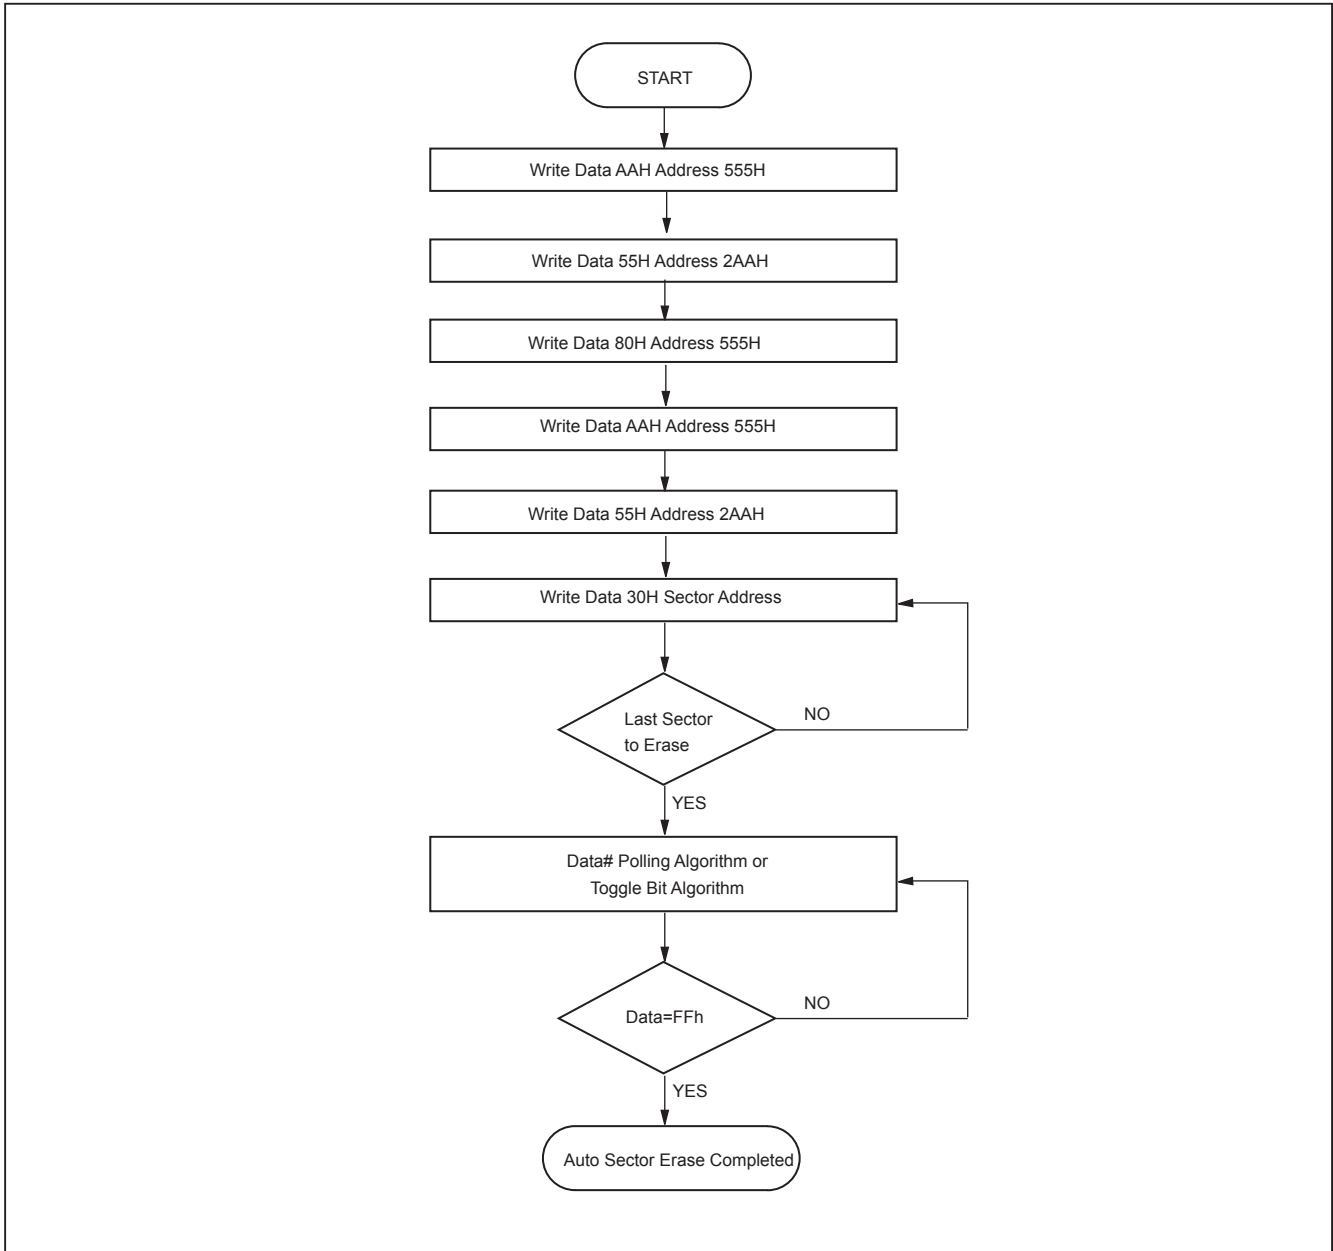 START
Write Data AAH Address 555H
Write Data 55H Address 2AAH
Write Data 80H Address 555H
Write Data AAH Address 555H
Write Data 55H Address 2AAH
Write Data 30H Sector Address
Last Sector
to Erase
NO
YES
Data# Polling Algorithm or
Toggle Bit Algorithm
Data=FFh
NO
YES
Auto Sector Erase Completed